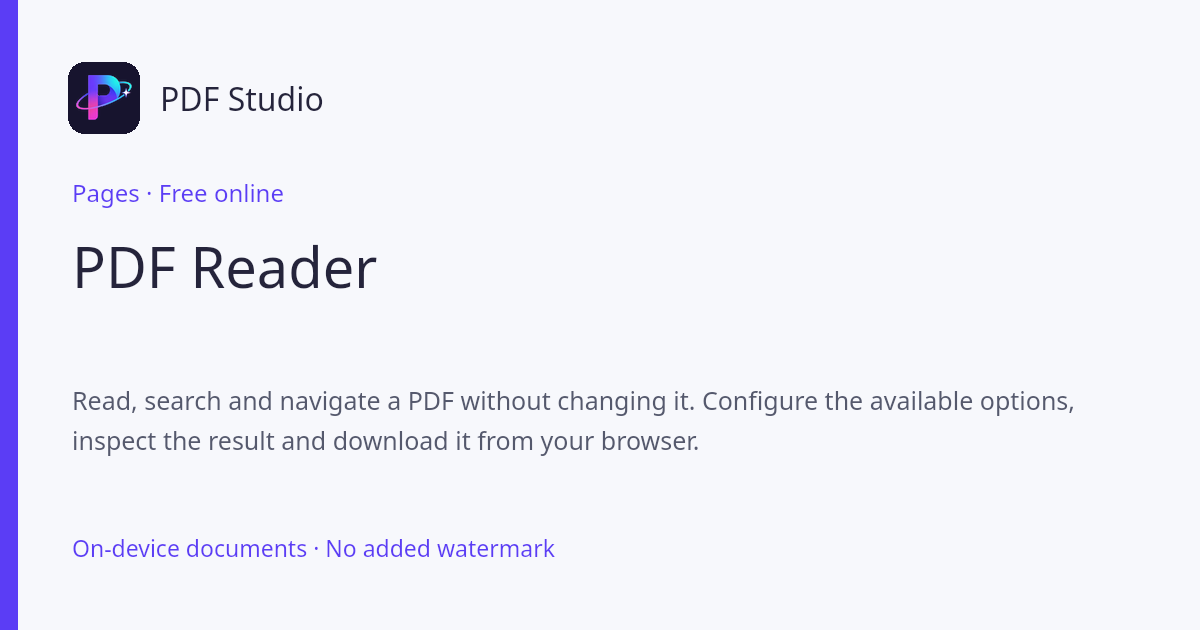 PDF Studio
Pages · Free online
PDF Reader
Read, search and navigate a PDF without changing it. Configure the available options,
inspect the result and download it from your browser.
On-device documents · No added watermark